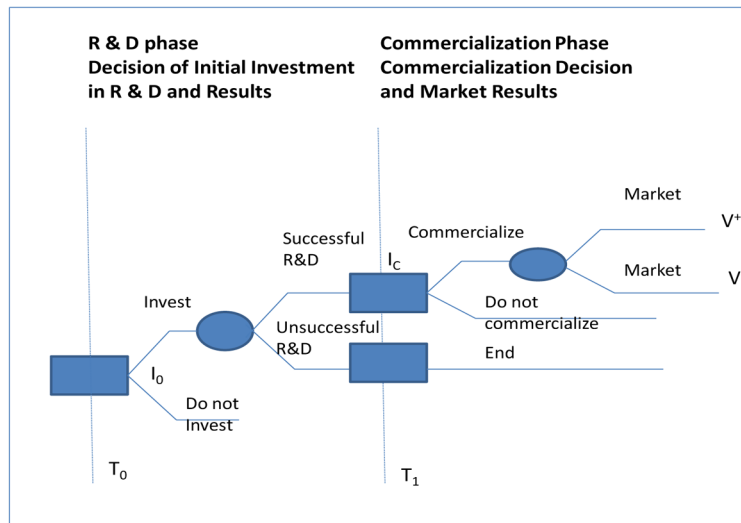 R & D phase
Decision of Initial Investment
in R & D and Results
Commercialization Phase
Commercialization Decision
and Market Results
Market
V⁺
Commercialize
Successful
R&D
I_C
Market
V
Invest
Do not
commercialize
Unsuccessful
R&D
End
I₀
Do not
Invest
T₀
T₁